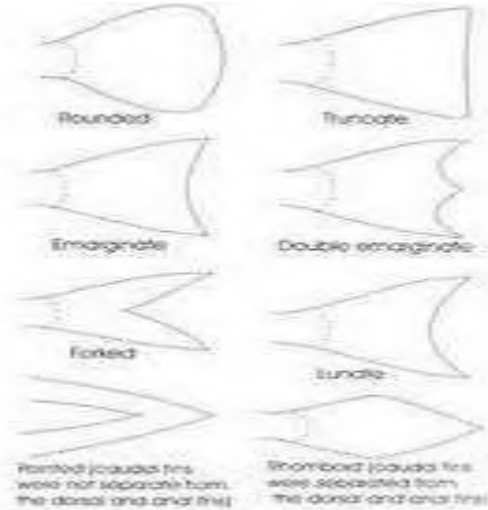 Rounded
Truncate
Emarginate
Double emarginate
Forked
Lunate
Pointed (caudal fins
were not separate from
the dorsal and anal fins)
Rhomboid (caudal fins
were separated from
the dorsal and anal fins)